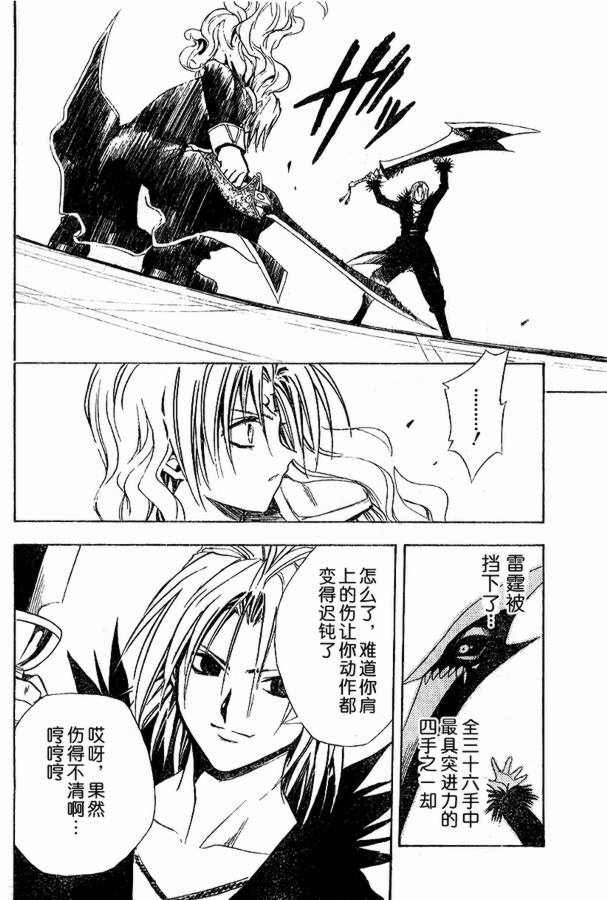 ……!
雷霆被
挡下了…
全三十六手中
最具突进力的
四手之一却
怎么了，难道你肩
上的伤让你动作都
变得迟钝了
哎呀，果然
伤得不清啊…
哼哼哼